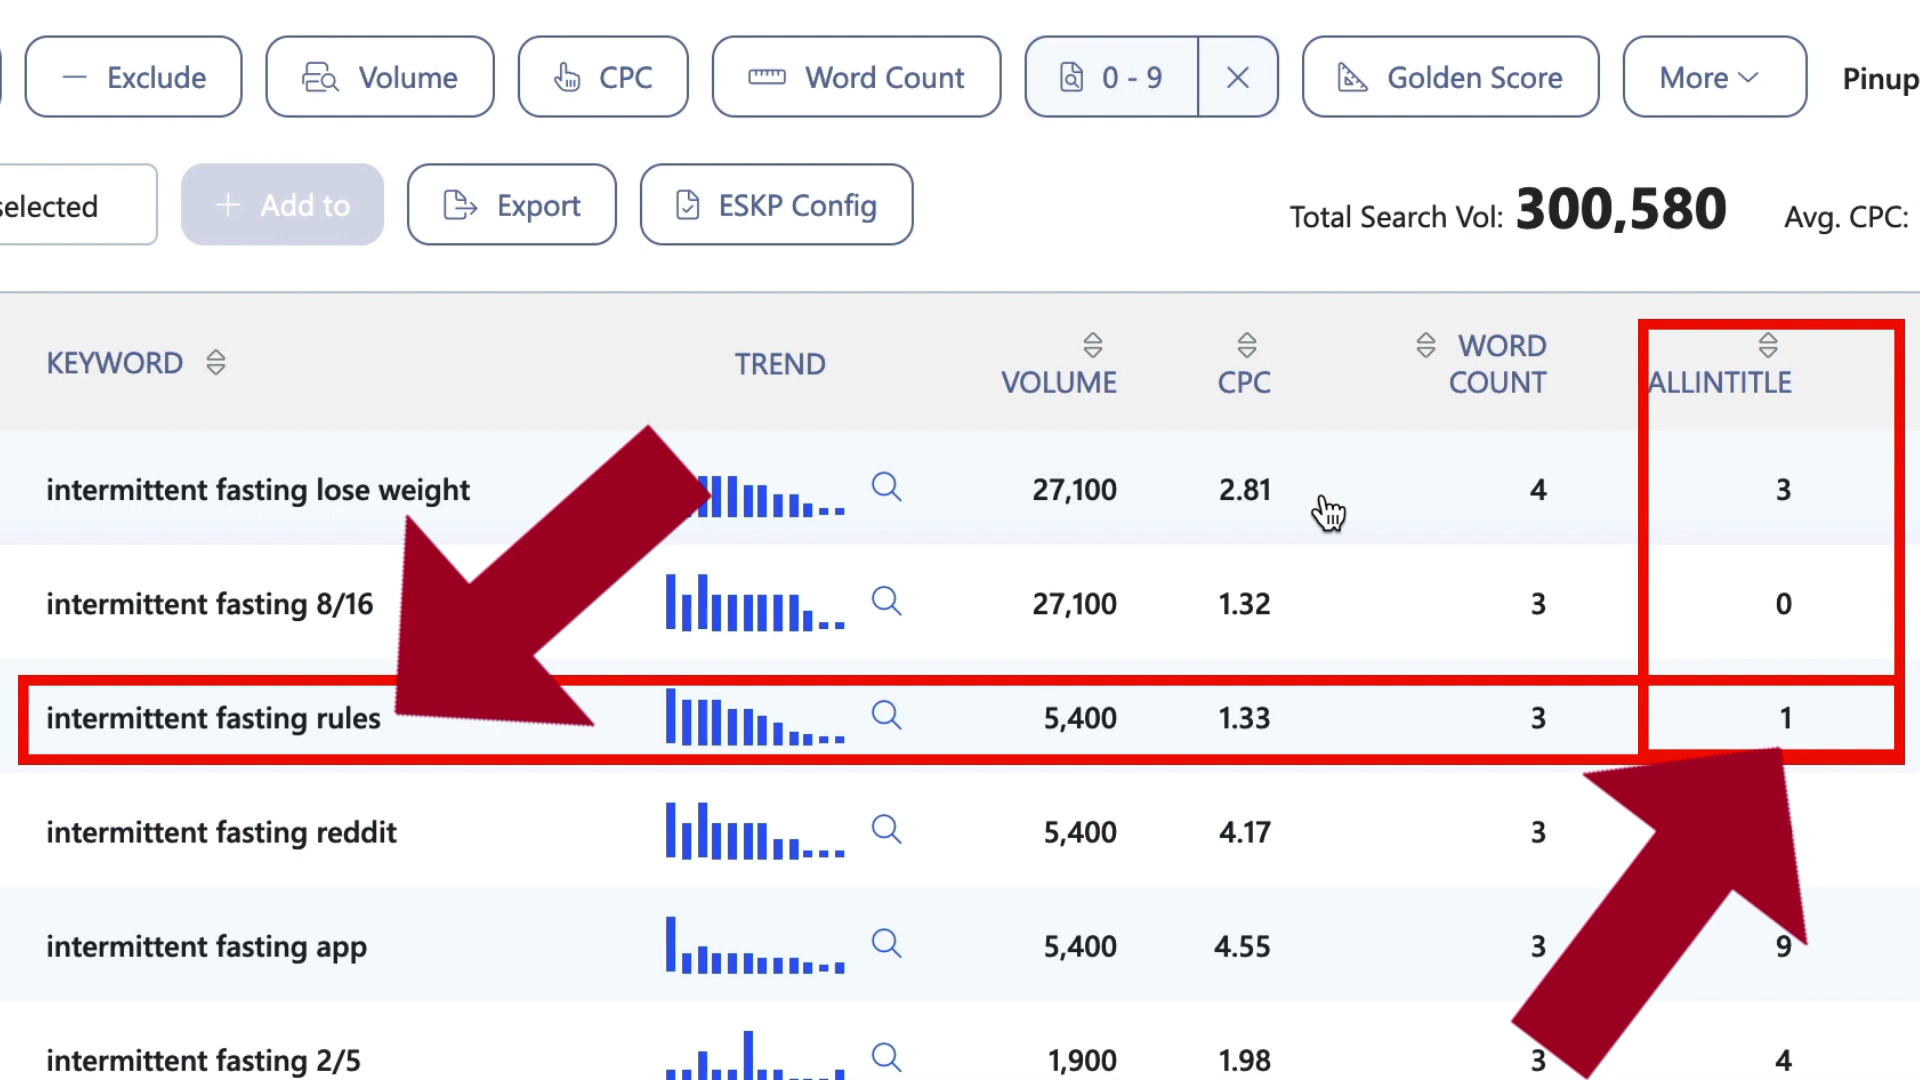 Exclude Volume CPC Word Count 0 - 9 Golden Score More Pinup
selected Add to Export ESKP Config Total Search Vol: 300,580 Avg. CPC:
KEYWORD TREND VOLUME CPC WORD COUNT ALLINTITLE
intermittent fasting lose weight 27,100 2.81 4 3
intermittent fasting 8/16 27,100 1.32 3 0
intermittent fasting rules 5,400 1.33 3 1
intermittent fasting reddit 5,400 4.17 3
intermittent fasting app 5,400 4.55 3 9
intermittent fasting 2/5 1,900 1.98 3 4